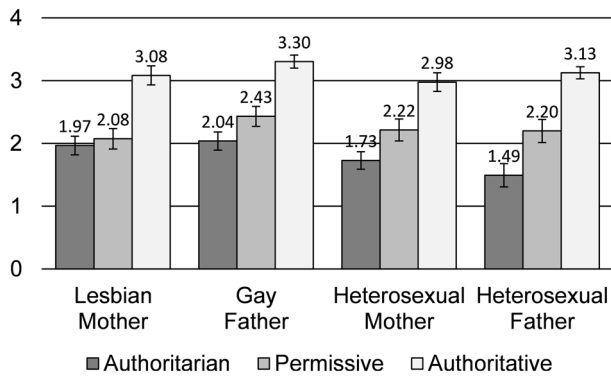 4
3
2
1
0
1.97
2.08
3.08
2.04
2.43
3.30
1.73
2.22
2.98
1.49
2.20
3.13
Lesbian
Mother
Gay
Father
Heterosexual
Mother
Heterosexual
Father
Authoritarian
Permissive
Authoritative